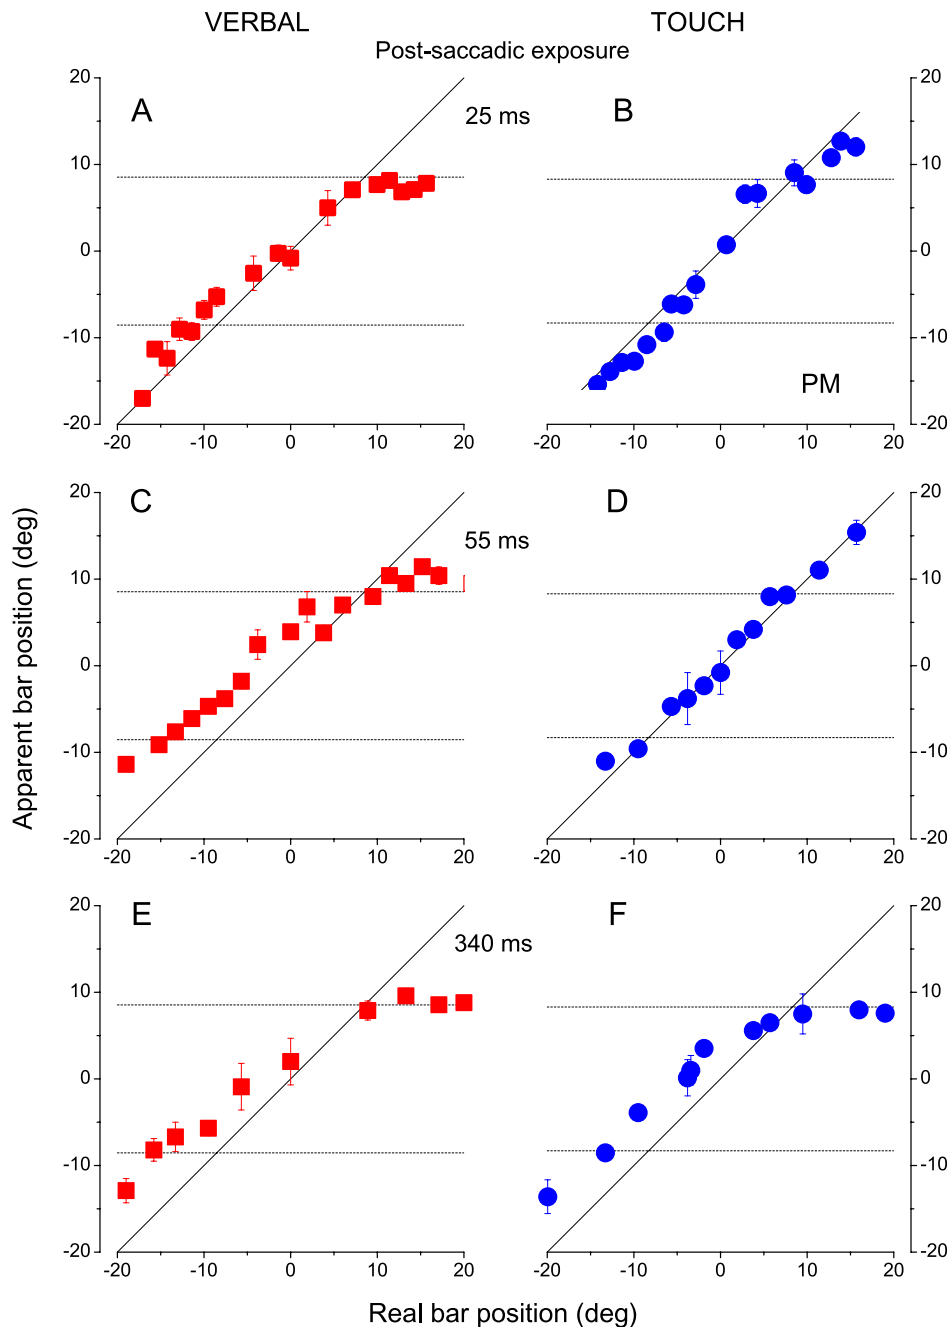 VERBAL TOUCH
Post-saccadic exposure
20 20
A 25 ms B
10 10
0 0
-10 -10
PM
-20 -20
-20 -10 0 10 20 -20 -10 0 10 20
C D
20 20
55 ms
10 10
0 0
-10 -10
-20 -20
-20 -10 0 10 20 -20 -10 0 10 20
E F
20 20
340 ms
10 10
0 0
-10 -10
-20 -20
-20 -10 0 10 20 -20 -10 0 10 20
Apparent bar position (deg)
Real bar position (deg)